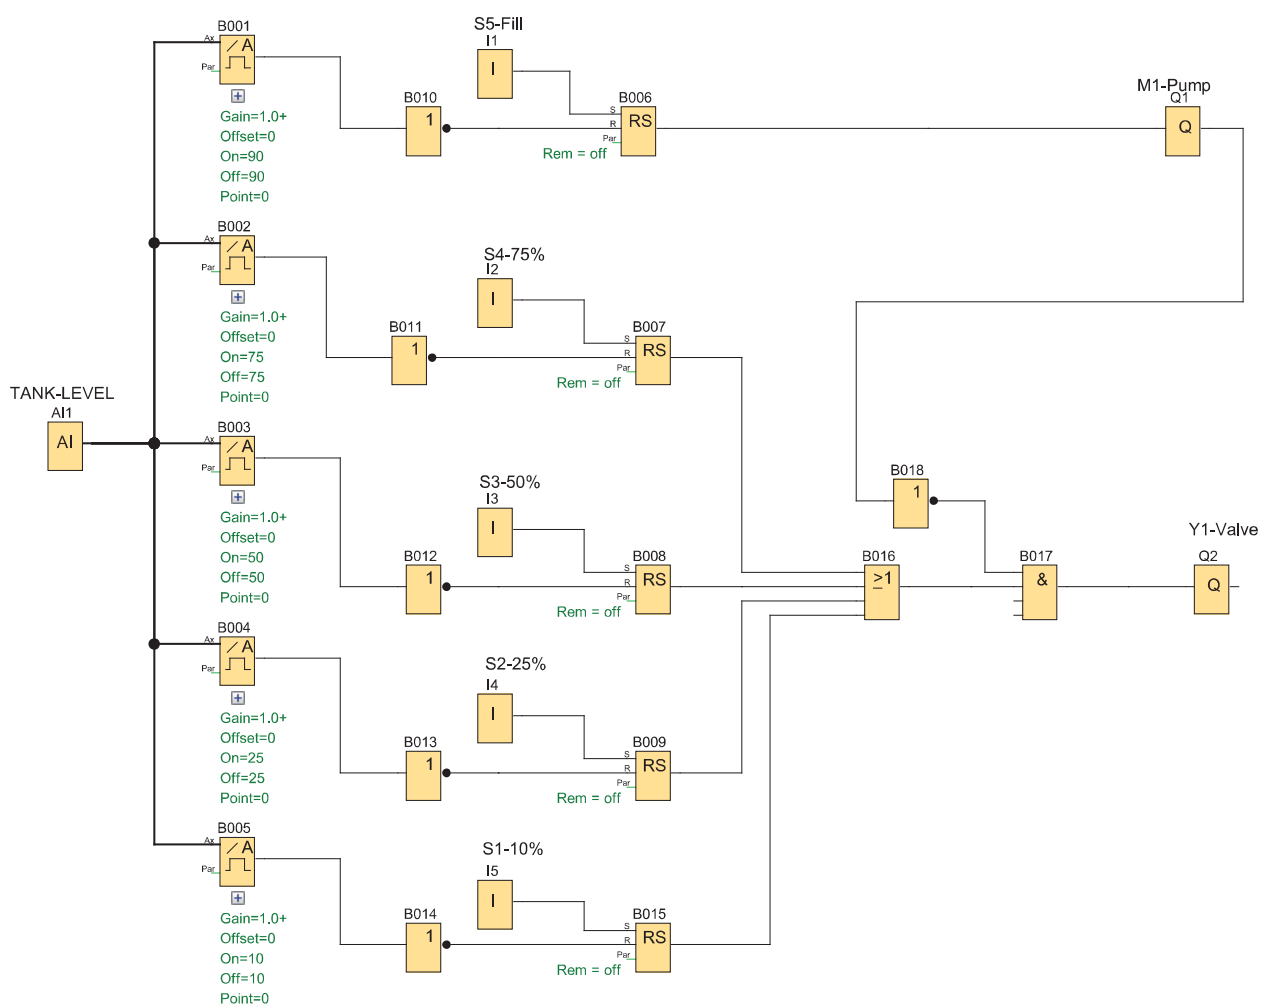 B001
Ax
A
Par
Gain=1.0+
Offset=0
On=90
Off=90
Point=0
B010
1
S5-Fill
I1
I
B006
S
R
Par
RS
Rem = off
M1-Pump
Q1
Q
B002
Ax
A
Par
Gain=1.0+
Offset=0
On=75
Off=75
Point=0
B011
1
S4-75%
I2
I
B007
S
R
Par
RS
Rem = off
TANK-LEVEL
AI1
AI
B003
Ax
A
Par
Gain=1.0+
Offset=0
On=50
Off=50
Point=0
B012
1
S3-50%
I3
I
B008
S
R
Par
RS
Rem = off
B018
1
B016
≥1
B017
&
Y1-Valve
Q2
Q
B004
Ax
A
Par
Gain=1.0+
Offset=0
On=25
Off=25
Point=0
B013
1
S2-25%
I4
I
B009
S
R
Par
RS
Rem = off
B005
Ax
A
Par
Gain=1.0+
Offset=0
On=10
Off=10
Point=0
B014
1
S1-10%
I5
I
B015
S
R
Par
RS
Rem = off